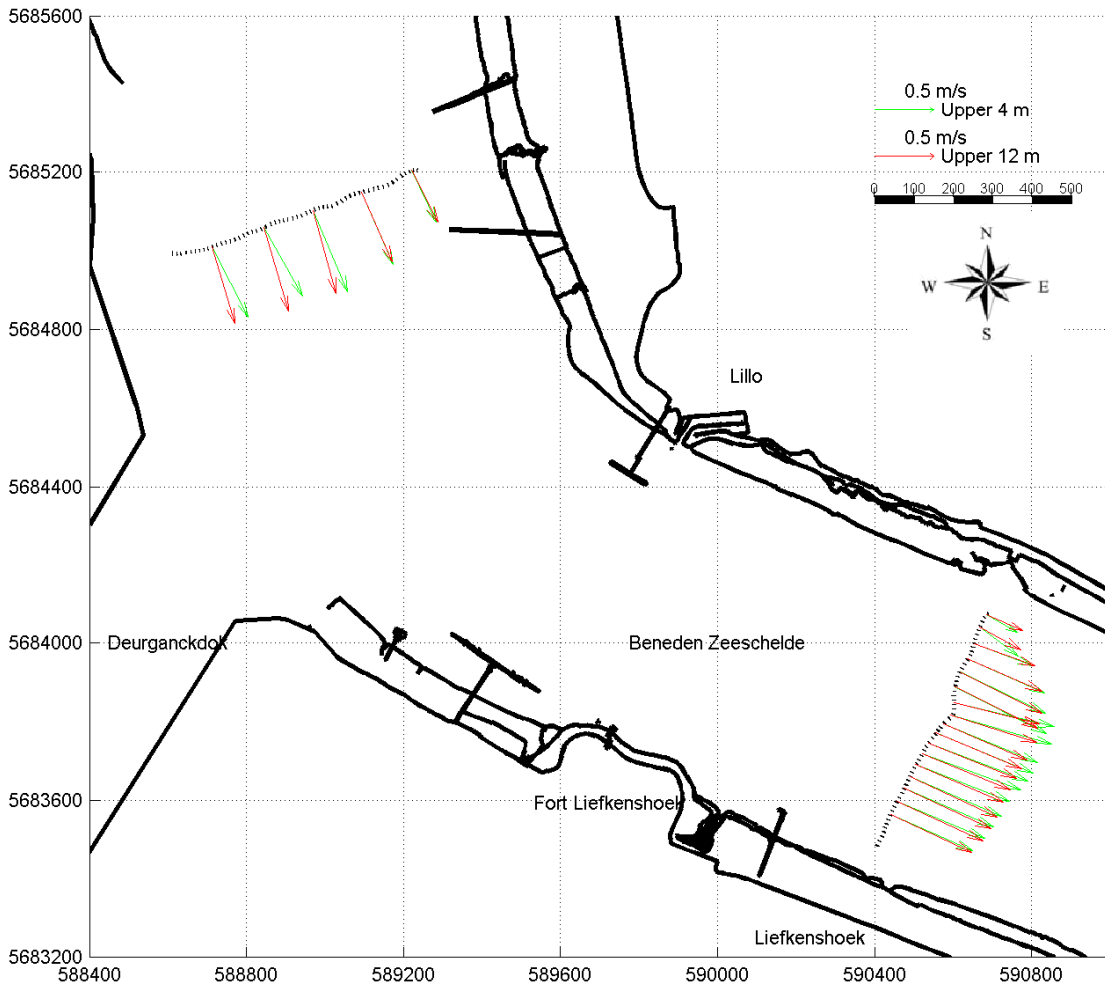 5685600
5685200
5684800
5684400
5684000
5683600
5683200
588400 588800 589200 589600 590000 590400 590800
0.5 m/s
Upper 4 m
0.5 m/s
Upper 12 m
0 100 200 300 400 500
N
W E
S
Lillo
Deurganckdok
Beneden Zeeschelde
Fort Liefkenshoek
Liefkenshoek